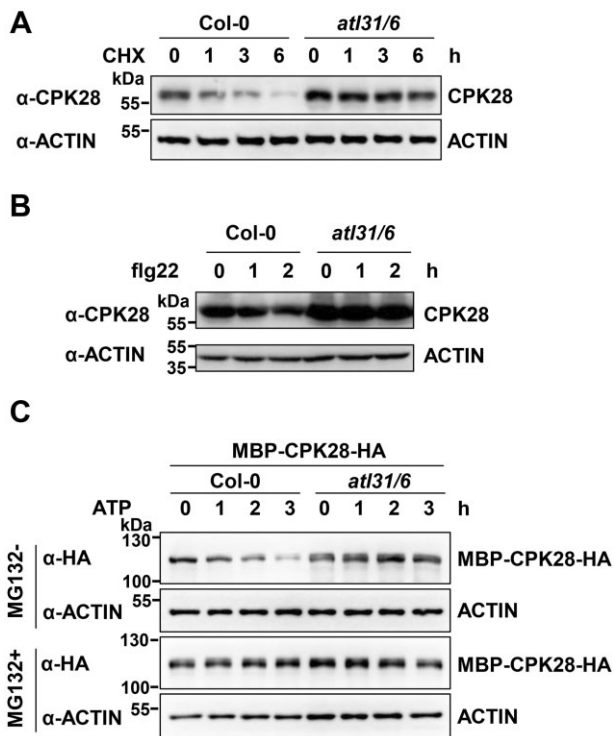 A
Col-0 atl31/6
CHX 0 1 3 6 0 1 3 6 h
kDa
α-CPK28 55 CPK28
55
α-ACTIN ACTIN
B
Col-0 atl31/6
flg22 0 1 2 0 1 2 h
kDa
α-CPK28 55 CPK28
α-ACTIN 55 ACTIN
35
C
MBP-CPK28-HA
Col-0 atl31/6
ATP 0 1 2 3 0 1 2 3 h
kDa
130
MG132- α-HA MBP-CPK28-HA
100
55
α-ACTIN ACTIN
130
MG132+ α-HA MBP-CPK28-HA
100
55
α-ACTIN ACTIN